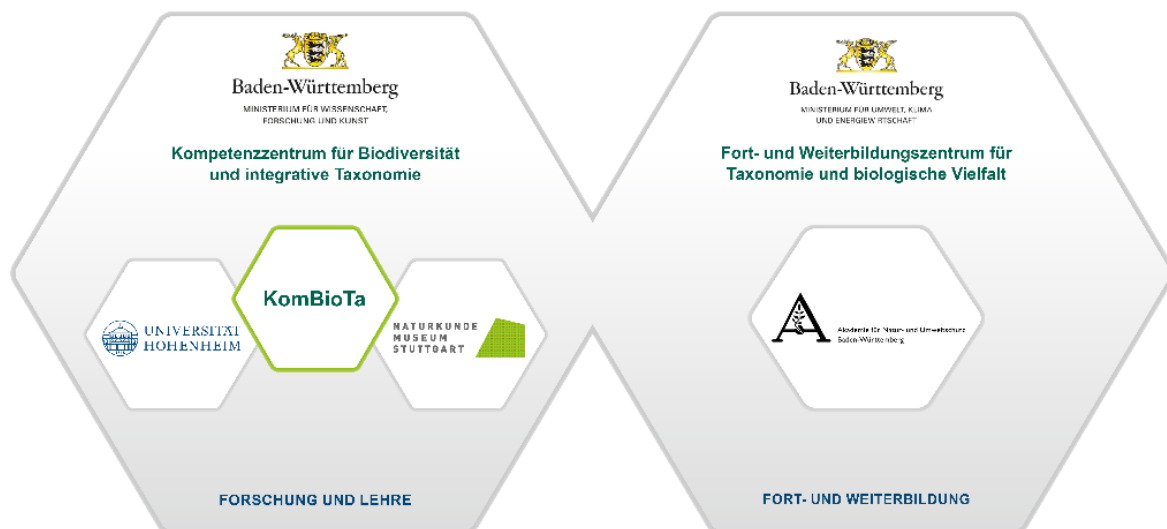 Baden-Württemberg
MINISTERIUM FÜR WISSENSCHAFT,
FORSCHUNG UND KUNST
Kompetenzzentrum für Biodiversität
und integrative Taxonomie
KomBioTa
UNIVERSITÄT
HOHENHEIM
NATURKUNDE
MUSEUM
STUTTGART
FORSCHUNG UND LEHRE
Baden-Württemberg
MINISTERIUM FÜR UMWELT, KLIMA
UND ENERGIEW RTSCHAFT
Fort- und Weiterbildungszentrum für
Taxonomie und biologische Vielfalt
A
Akademie für Natur- und Umweltschutz
Baden-Württemberg
FORT- UND WEITERBILDUNG